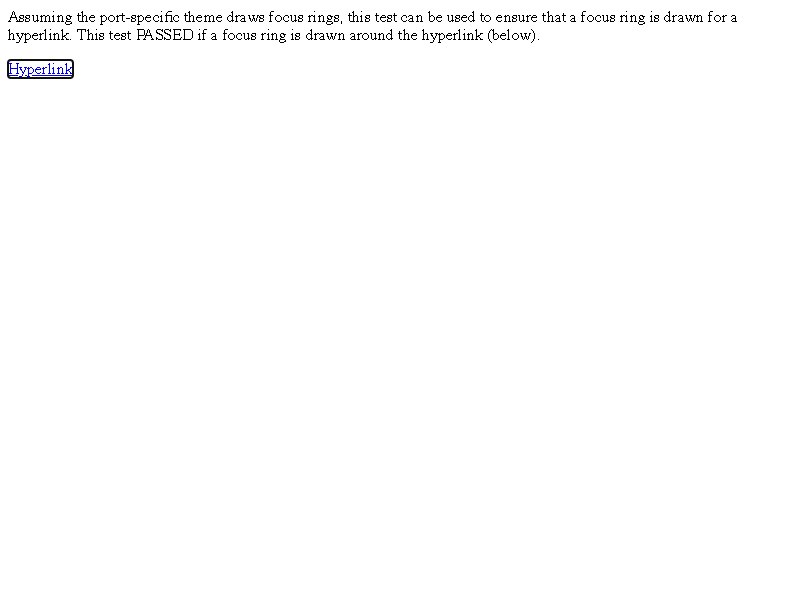 Assuming the port-specific theme draws focus rings, this test can be used to ensure that a focus ring is drawn for a
hyperlink. This test PASSED if a focus ring is drawn around the hyperlink (below).
Hyperlink